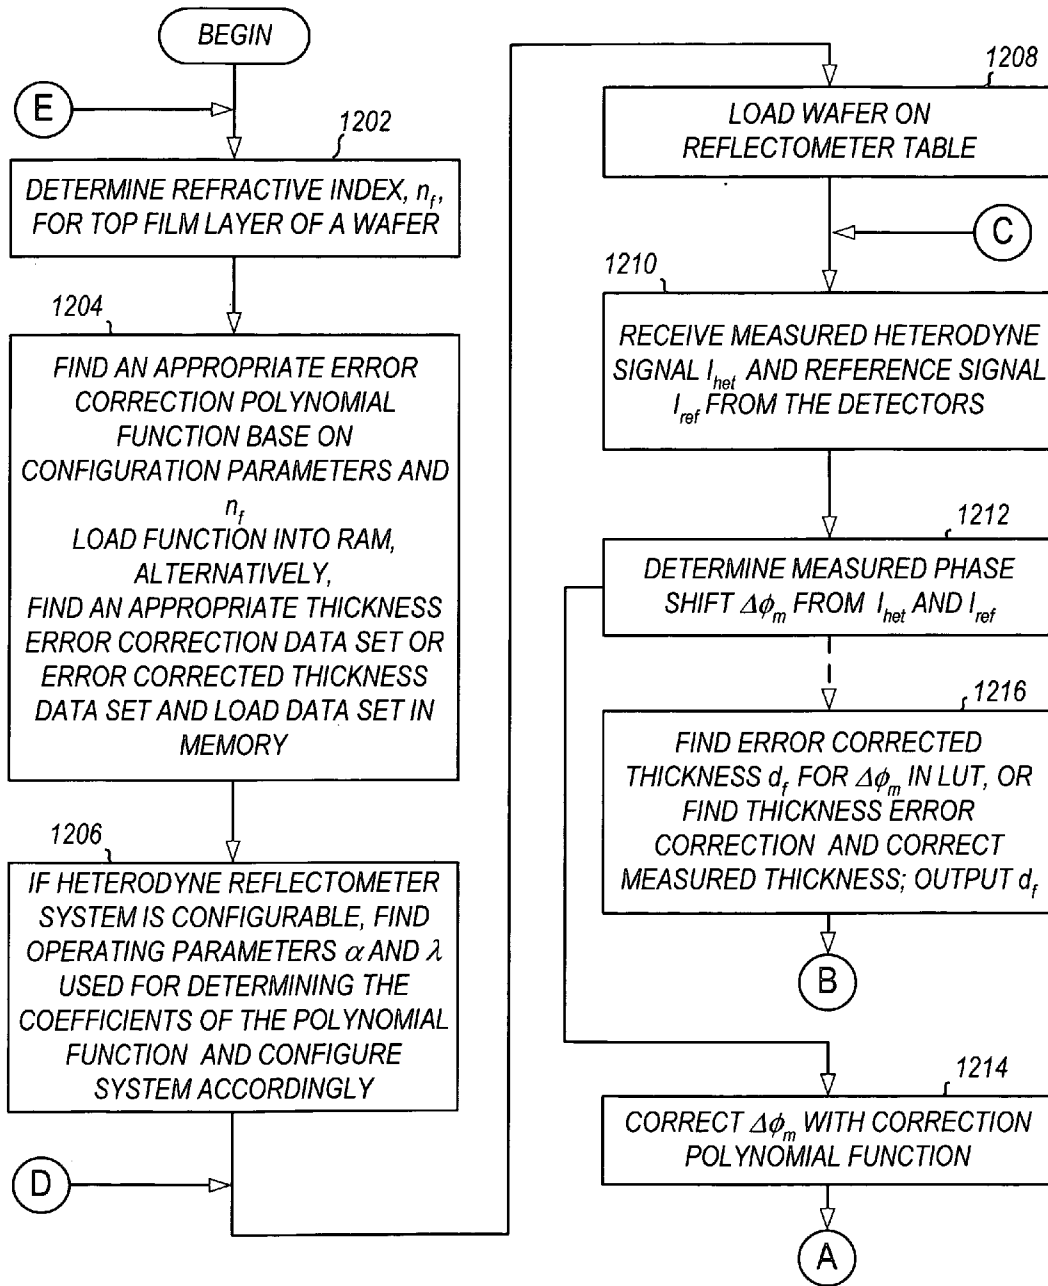 BEGIN
E
1202
DETERMINE REFRACTIVE INDEX, n_f,
FOR TOP FILM LAYER OF A WAFER
1204
FIND AN APPROPRIATE ERROR
CORRECTION POLYNOMIAL
FUNCTION BASE ON
CONFIGURATION PARAMETERS AND
n_f
LOAD FUNCTION INTO RAM,
ALTERNATIVELY,
FIND AN APPROPRIATE THICKNESS
ERROR CORRECTION DATA SET OR
ERROR CORRECTED THICKNESS
DATA SET AND LOAD DATA SET IN
MEMORY
1206
IF HETERODYNE REFLECTOMETER
SYSTEM IS CONFIGURABLE, FIND
OPERATING PARAMETERS α AND λ
USED FOR DETERMINING THE
COEFFICIENTS OF THE POLYNOMIAL
FUNCTION AND CONFIGURE
SYSTEM ACCORDINGLY
D
1208
LOAD WAFER ON
REFLECTOMETER TABLE
C
1210
RECEIVE MEASURED HETERODYNE
SIGNAL I_het AND REFERENCE SIGNAL
I_ref FROM THE DETECTORS
1212
DETERMINE MEASURED PHASE
SHIFT Δϕ_m FROM I_het AND I_ref
1216
FIND ERROR CORRECTED
THICKNESS d_f FOR Δϕ_m IN LUT, OR
FIND THICKNESS ERROR
CORRECTION AND CORRECT
MEASURED THICKNESS; OUTPUT d_f
B
1214
CORRECT Δϕ_m WITH CORRECTION
POLYNOMIAL FUNCTION
A